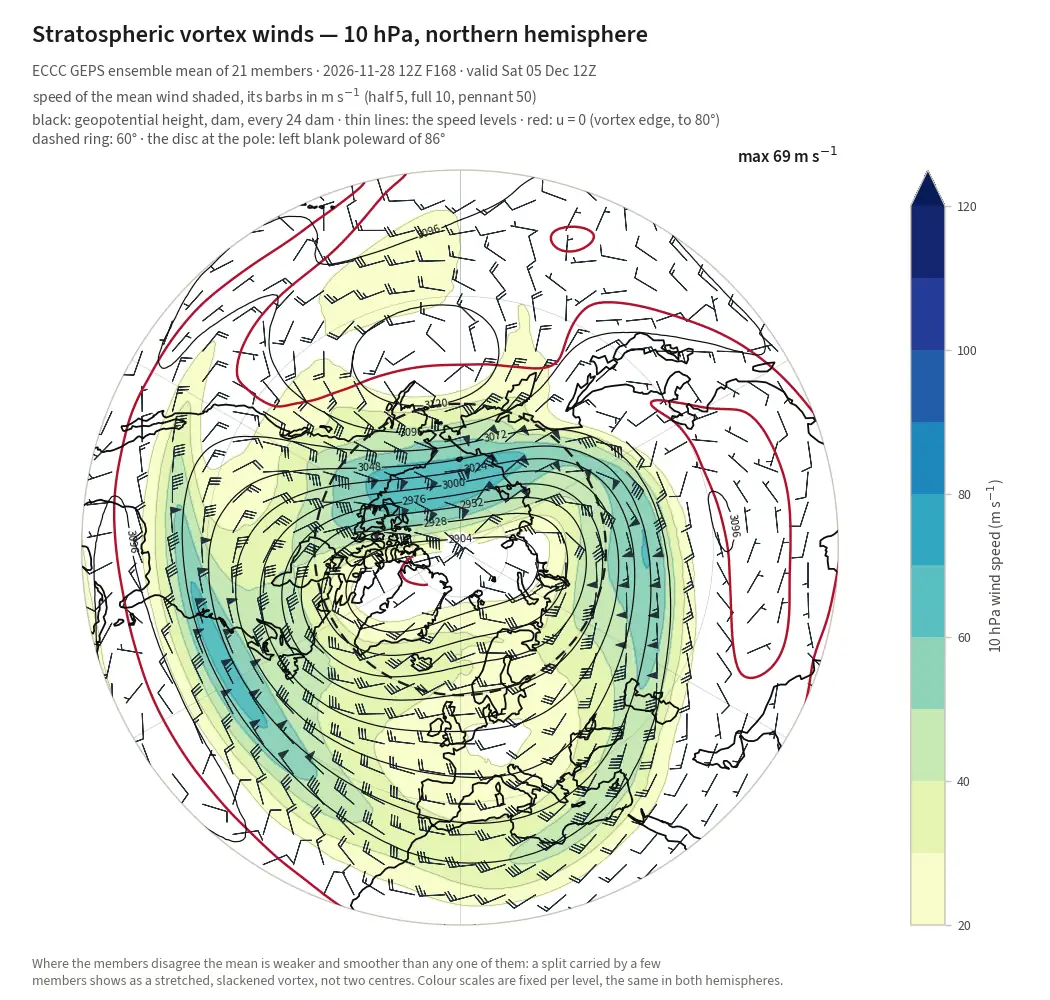 Stratospheric vortex winds — 10 hPa, northern hemisphere
ECCC GEPS ensemble mean of 21 members · 2026-11-28 12Z F168 · valid Sat 05 Dec 12Z
speed of the mean wind shaded, its barbs in m s⁻¹ (half 5, full 10, pennant 50)
black: geopotential height, dam, every 24 dam · thin lines: the speed levels · red: u = 0 (vortex edge, to 80°)
dashed ring: 60° · the disc at the pole: left blank poleward of 86°
max 69 m s⁻¹
120
100
80
60
40
20
10 hPa wind speed (m s⁻¹)
3096
3120
3096
3072
3048
3024
3000
2976
2952
2928
2904
3096
3096
Where the members disagree the mean is weaker and smoother than any one of them: a split carried by a few
members shows as a stretched, slackened vortex, not two centres. Colour scales are fixed per level, the same in both hemispheres.